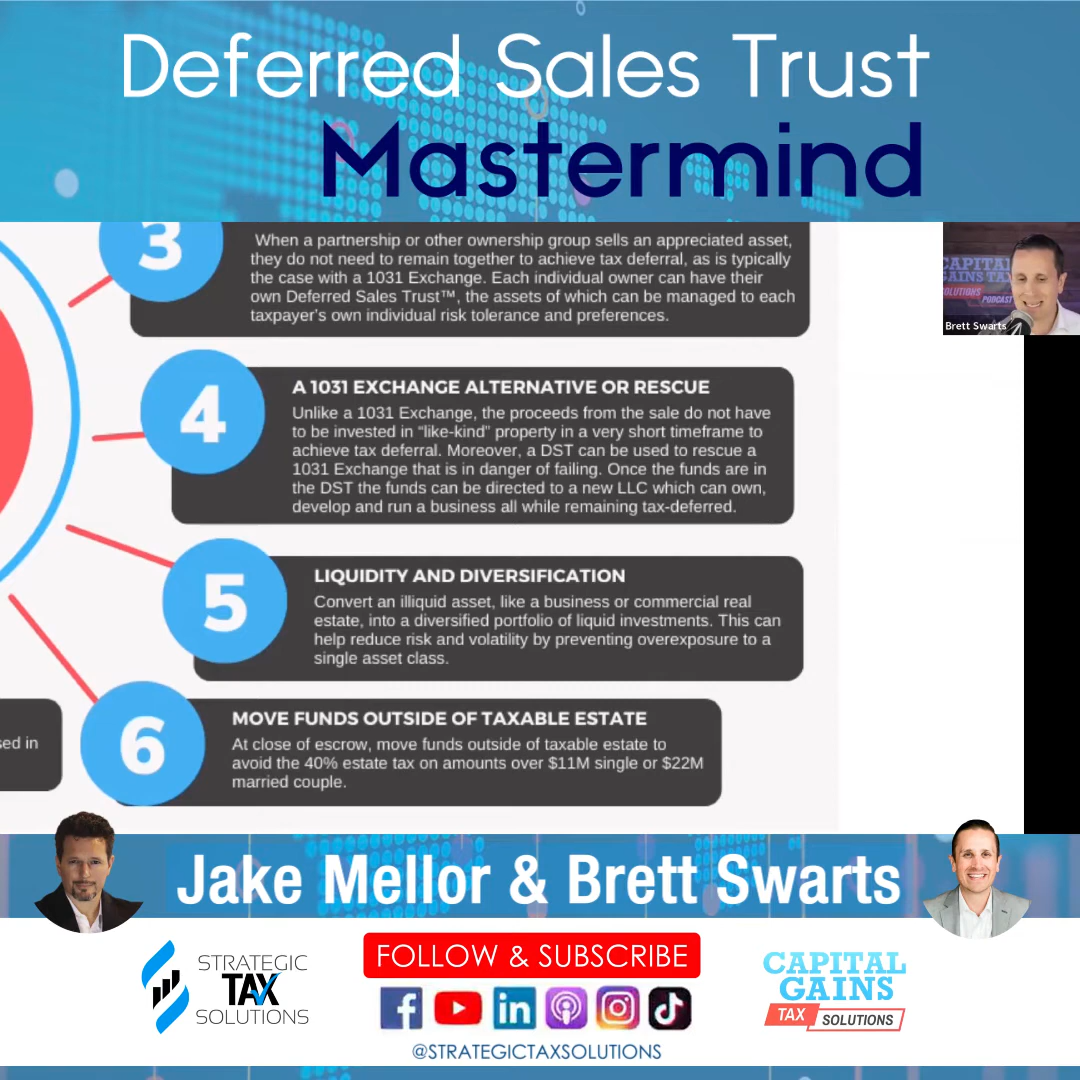 Deferred Sales Trust
Mastermind
3
When a partnership or other ownership group sells an appreciated asset,
they do not need to remain together to achieve tax deferral, as is typically
the case with a 1031 Exchange. Each individual owner can have their
own Deferred Sales Trust™, the assets of which can be managed to each
taxpayer's own individual risk tolerance and preferences.
CAPITAL
GAINS TAX
SOLUTIONS
PODCAST
Brett Swarts
4
A 1031 EXCHANGE ALTERNATIVE OR RESCUE
Unlike a 1031 Exchange, the proceeds from the sale do not have
to be invested in “like-kind” property in a very short timeframe to
achieve tax deferral. Moreover, a DST can be used to rescue a
1031 Exchange that is in danger of failing. Once the funds are in
the DST the funds can be directed to a new LLC which can own,
develop and run a business all while remaining tax-deferred.
5
LIQUIDITY AND DIVERSIFICATION
Convert an illiquid asset, like a business or commercial real
estate, into a diversified portfolio of liquid investments. This can
help reduce risk and volatility by preventing overexposure to a
single asset class.
sed in
6
MOVE FUNDS OUTSIDE OF TAXABLE ESTATE
At close of escrow, move funds outside of taxable estate to
avoid the 40% estate tax on amounts over $11M single or $22M
married couple.
Jake Mellor & Brett Swarts
STRATEGIC
TAX
SOLUTIONS
FOLLOW & SUBSCRIBE
@STRATEGICTAXSOLUTIONS
CAPITAL
GAINS
TAX SOLUTIONS